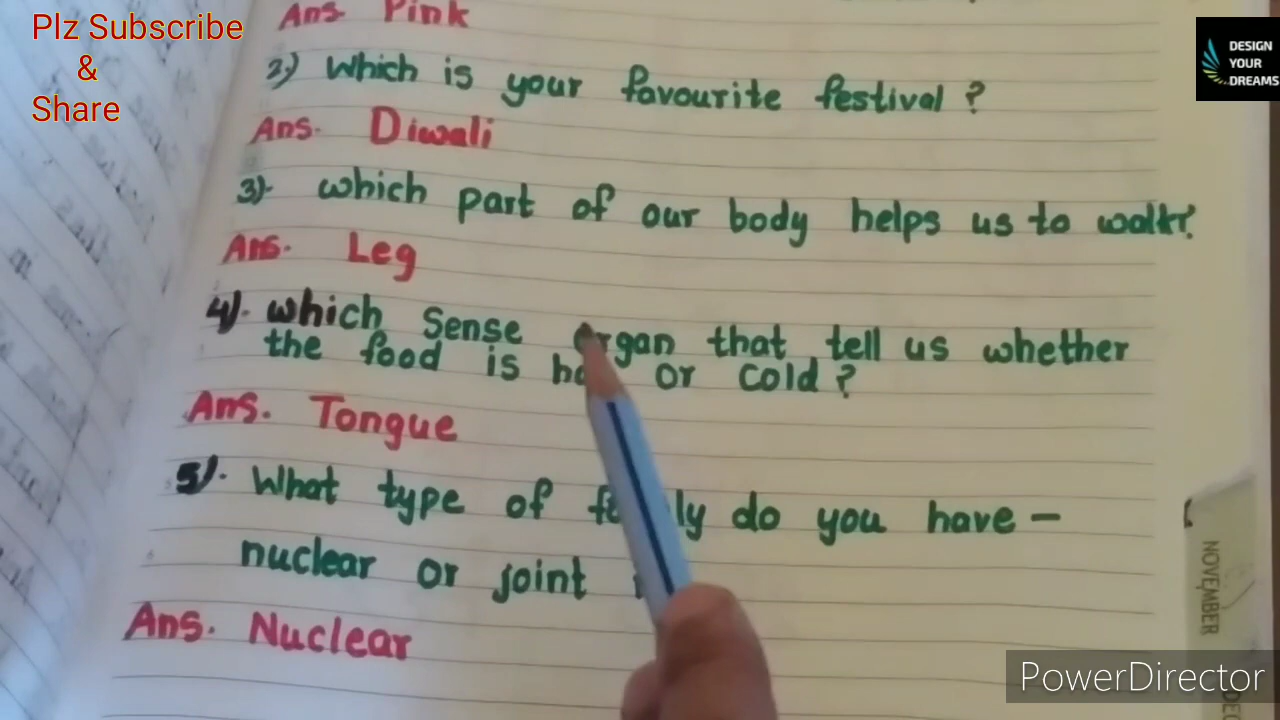 Plz Subscribe
&
Share
DESIGN
YOUR
DREAMS
Ans. Pink
2.) Which is your favourite festival ?
Ans. Diwali
3). which part of our body helps us to walk?
Ans. Leg
4). which Sense organ that tell us whether
the food is or cold ?
Ans. Tongue
5). What type of do you have -
nuclear or joint
Ans. Nuclear
NOVEMBER
PowerDirector